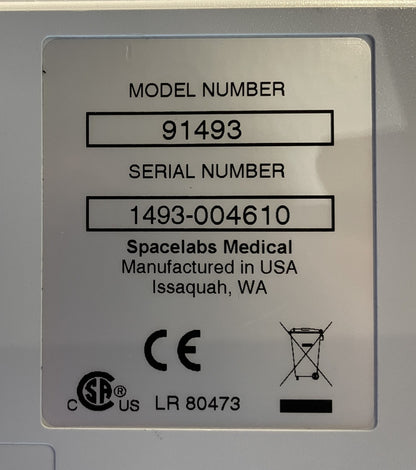 MODEL NUMBER
91493
SERIAL NUMBER
1493-004610
Spacelabs Medical
Manufactured in USA
Issaquah, WA
CE
C SA ® US LR 80473